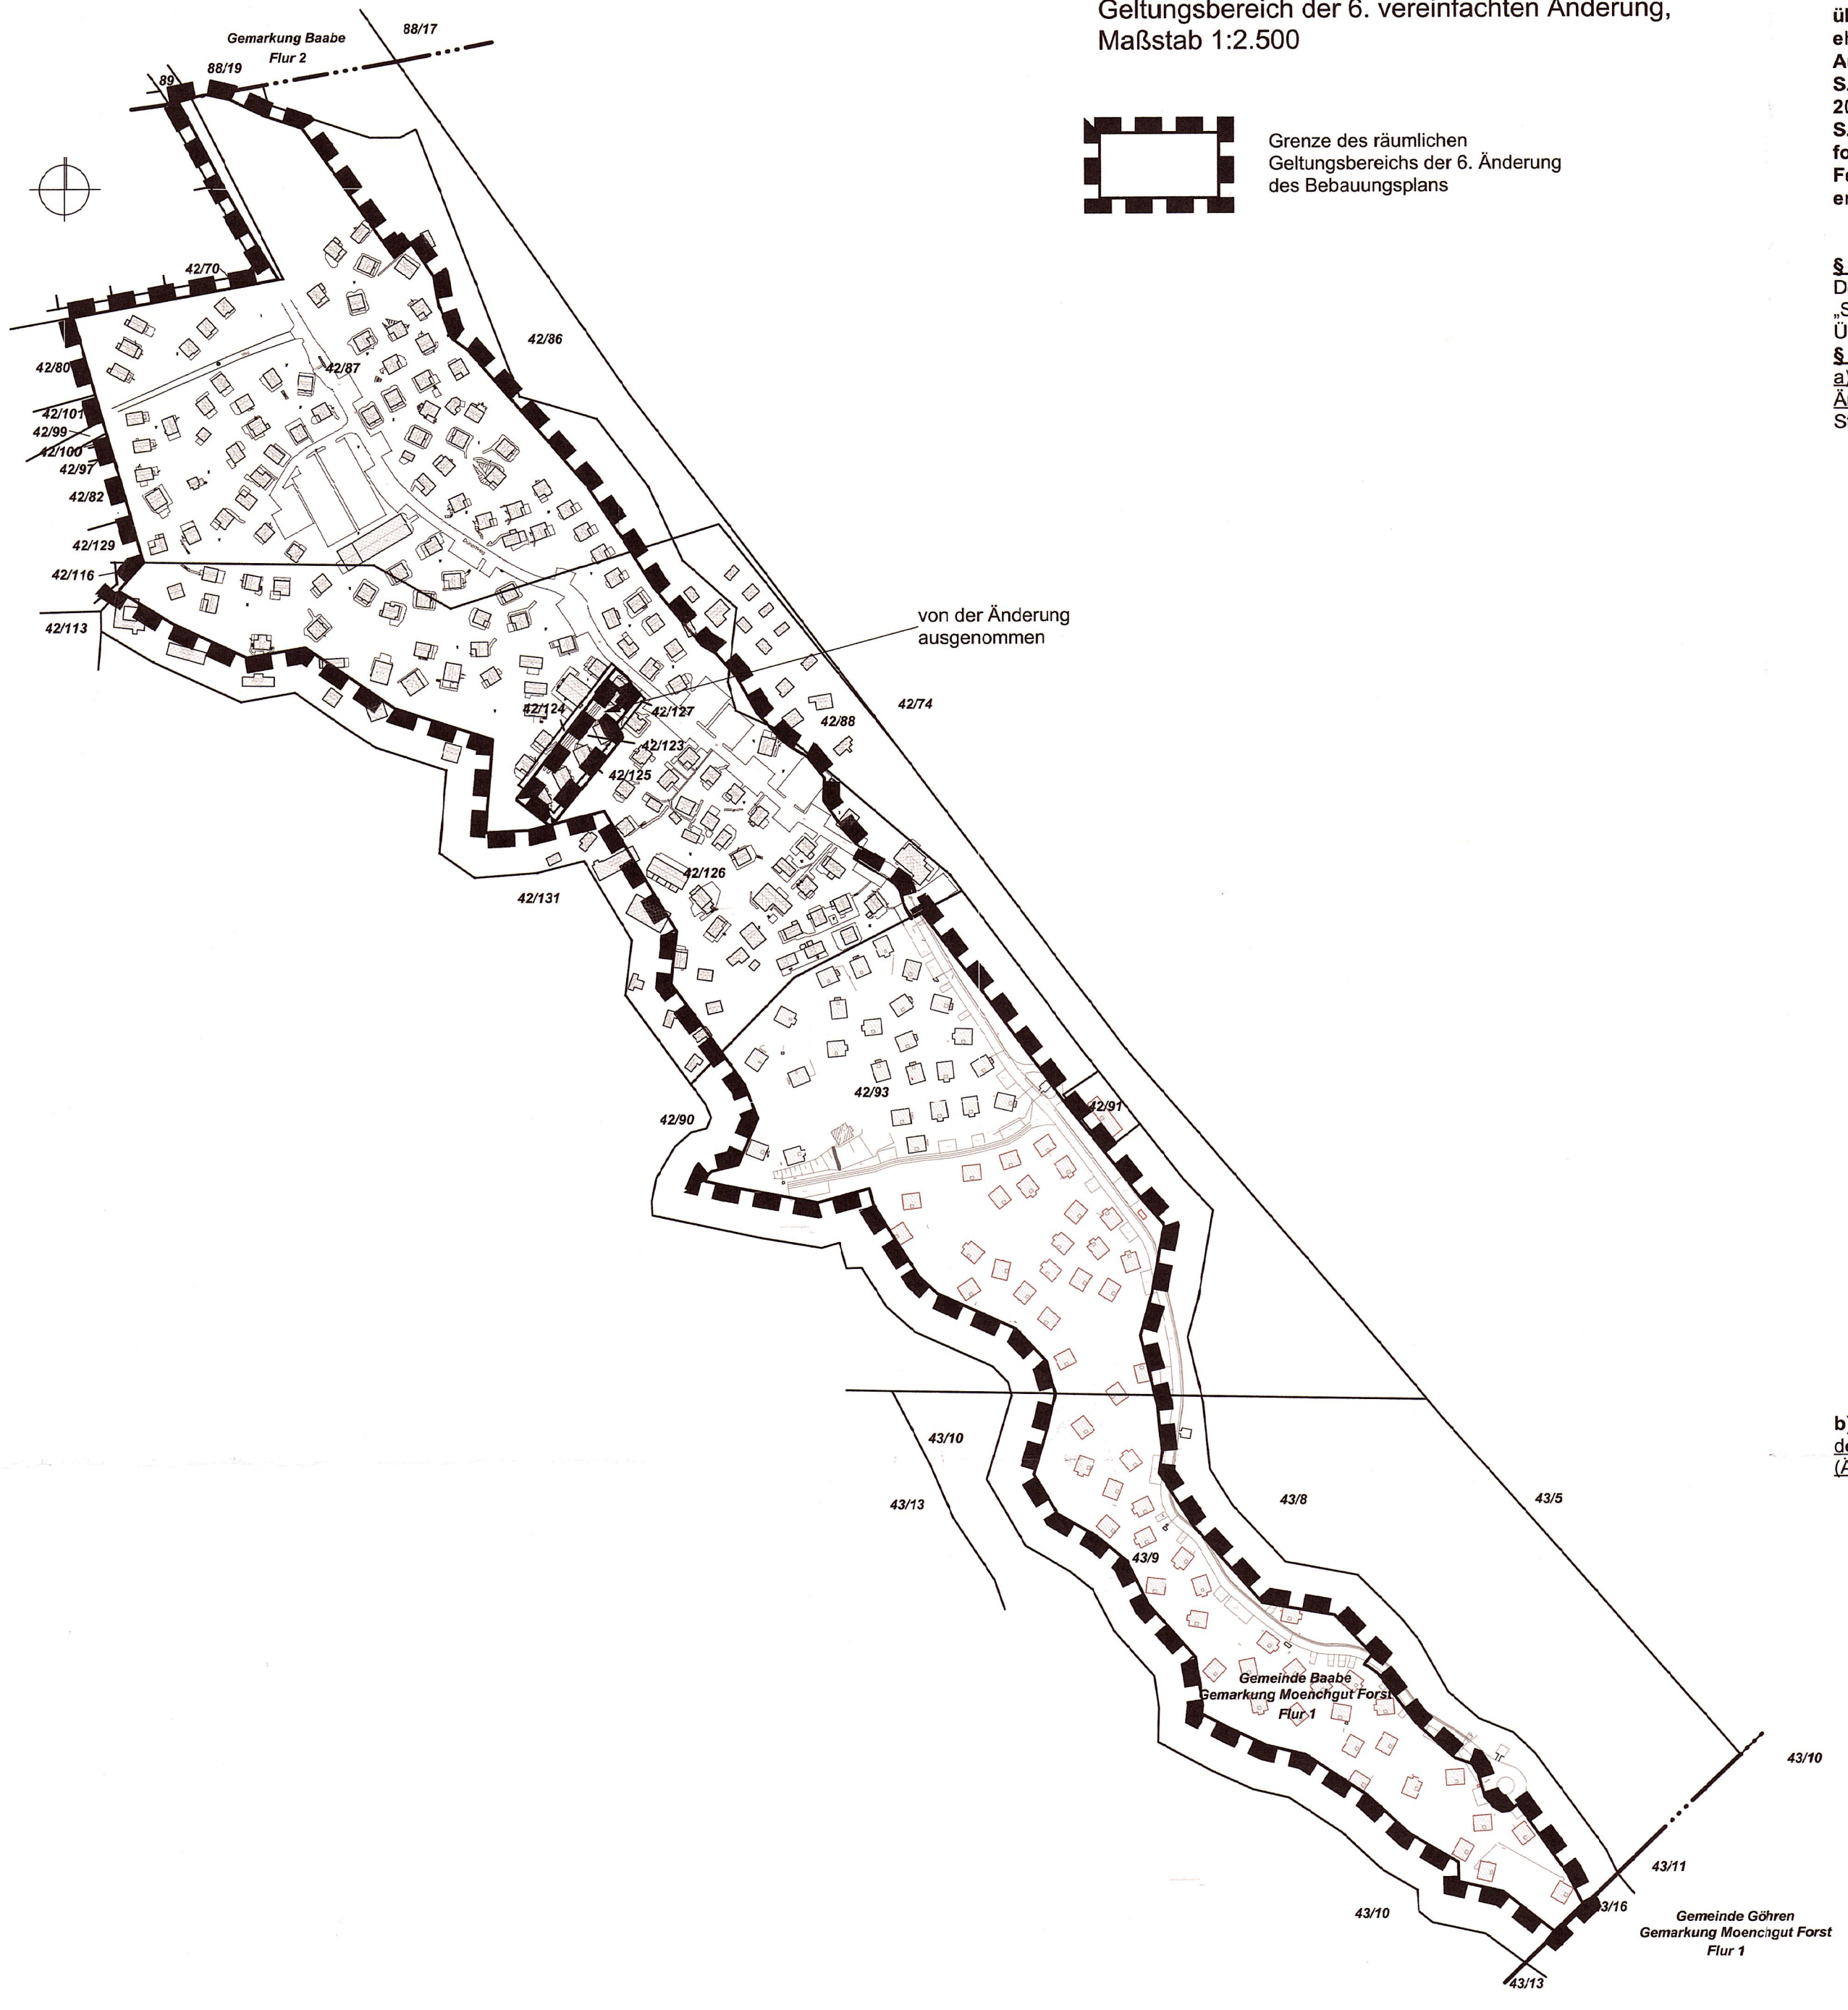 Geltungsbereich der 6. vereinfachten Änderung,
Maßstab 1:2.500
Grenze des räumlichen
Geltungsbereichs der 6. Änderung
des Bebauungsplans
Gemarkung Baabe
Flur 2
88/17
88/19
89
42/70
42/86
42/80
42/87
42/101
42/99
42/100
42/97
42/82
42/129
42/116
42/113
von der Änderung
ausgenommen
42/124
42/127
42/74
42/88
42/123
42/125
42/126
42/131
42/93
42/91
42/90
43/10
43/13
43/8
43/5
43/9
Gemeinde Baabe
Gemarkung Moenchgut Forst
Flur 1
43/10
43/11
3/16
43/10
Gemeinde Göhren
Gemarkung Moenchgut Forst
Flur 1
43/13
§
§
a)
b)